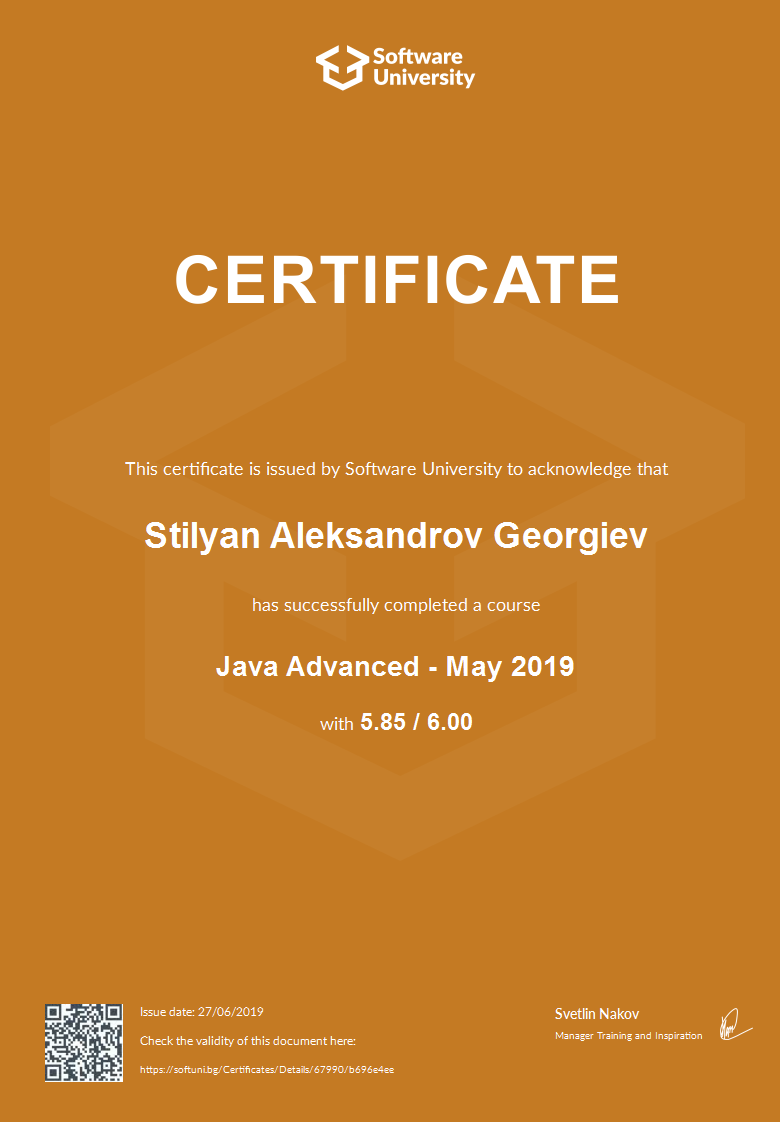 Software
University
CERTIFICATE
This certificate is issued by Software University to acknowledge that
Stilyan Aleksandrov Georgiev
has successfully completed a course
Java Advanced - May 2019
with 5.85 / 6.00
Issue date: 27/06/2019
Check the validity of this document here:
https://softuni.bg/Certificates/Details/67990/b696e4ee
Svetlin Nakov
Manager Training and Inspiration